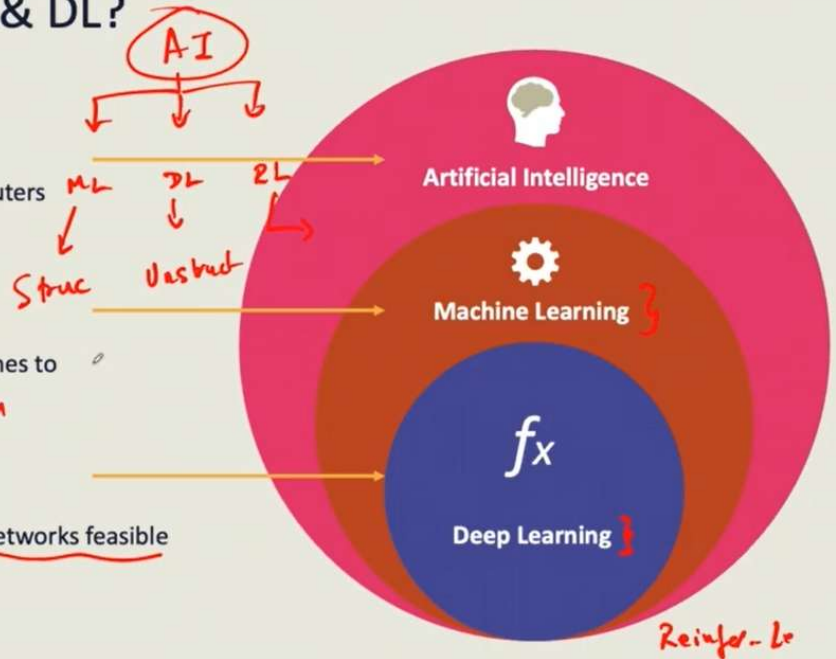 & DL?
AI
uters
ML
DL
RL
Artificial Intelligence
Struc
Unstruct
Machine Learning
nes to
fx
etworks feasible
Deep Learning
Reinfor - Le